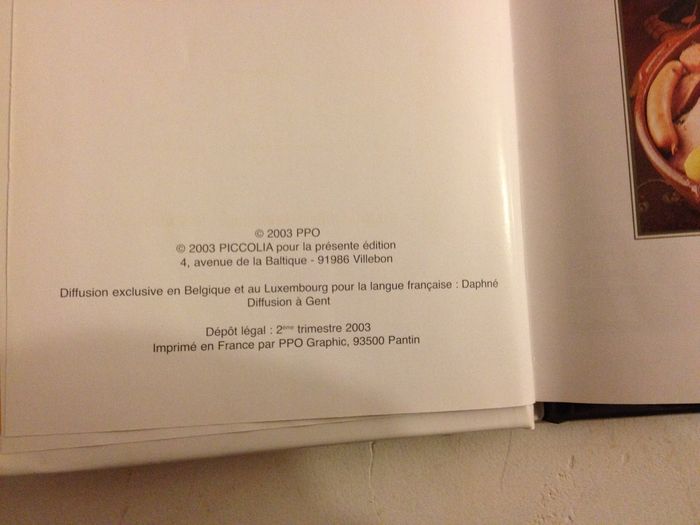 © 2003 PPO
© 2003 PICCOLIA pour la présente édition
4, avenue de la Baltique - 91986 Villebon
Diffusion exclusive en Belgique et au Luxembourg pour la langue française : Daphné
Diffusion à Gent
Dépôt légal : 2ème trimestre 2003
Imprimé en France par PPO Graphic, 93500 Pantin